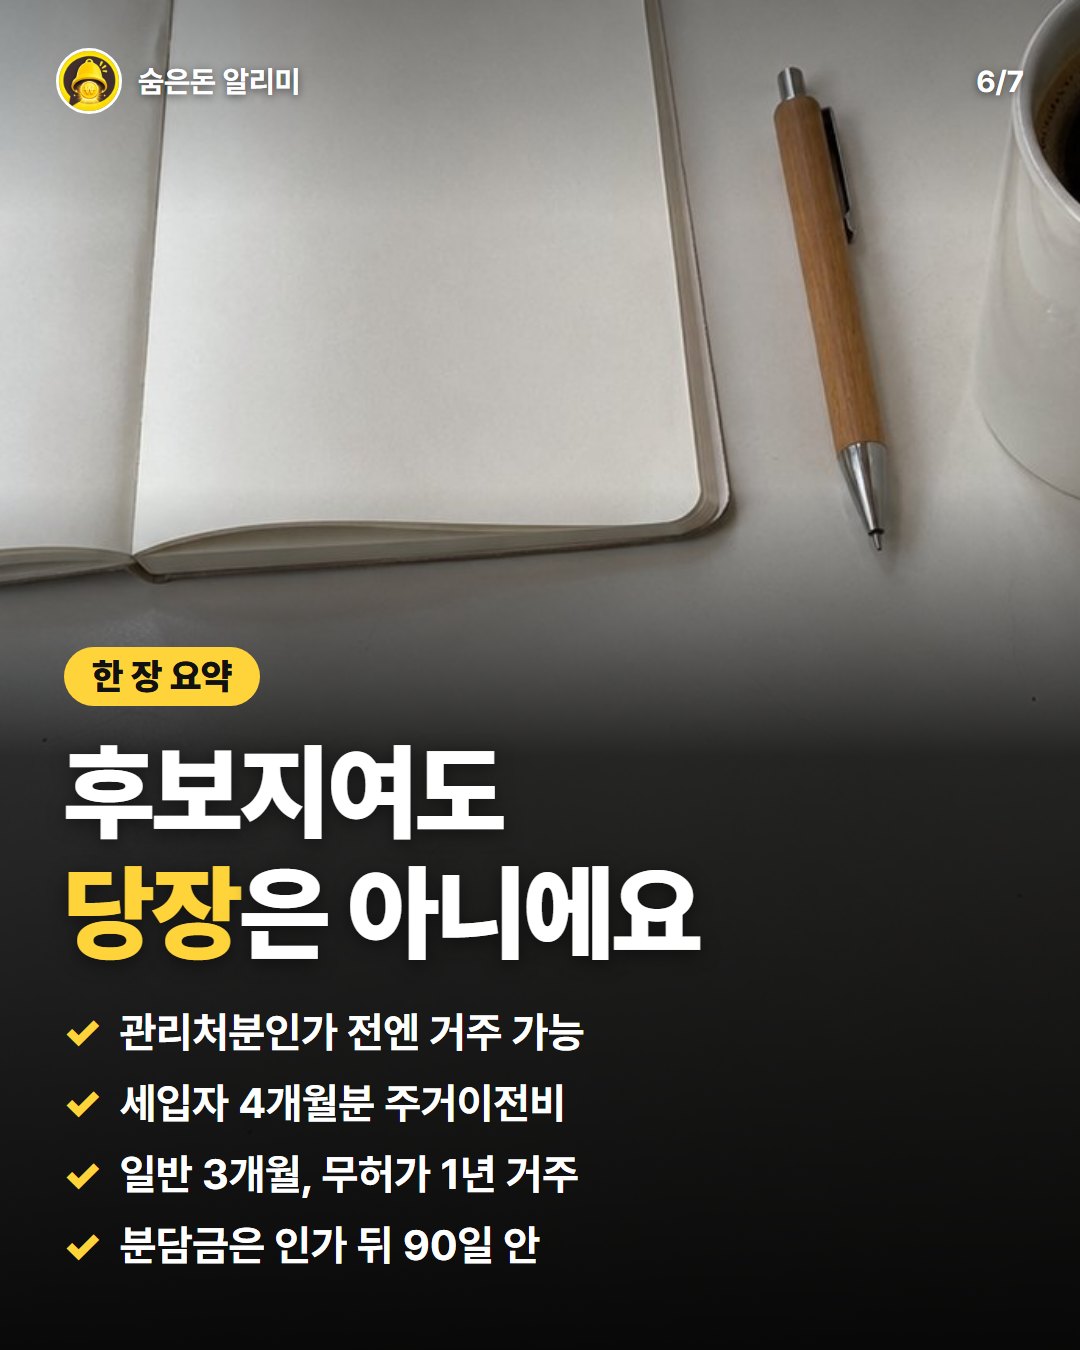 숨은돈 알리미
6/7
한 장 요약
후보지여도
당장은 아니에요
관리처분인가 전엔 거주 가능
세입자 4개월분 주거이전비
일반 3개월, 무허가 1년 거주
분담금은 인가 뒤 90일 안